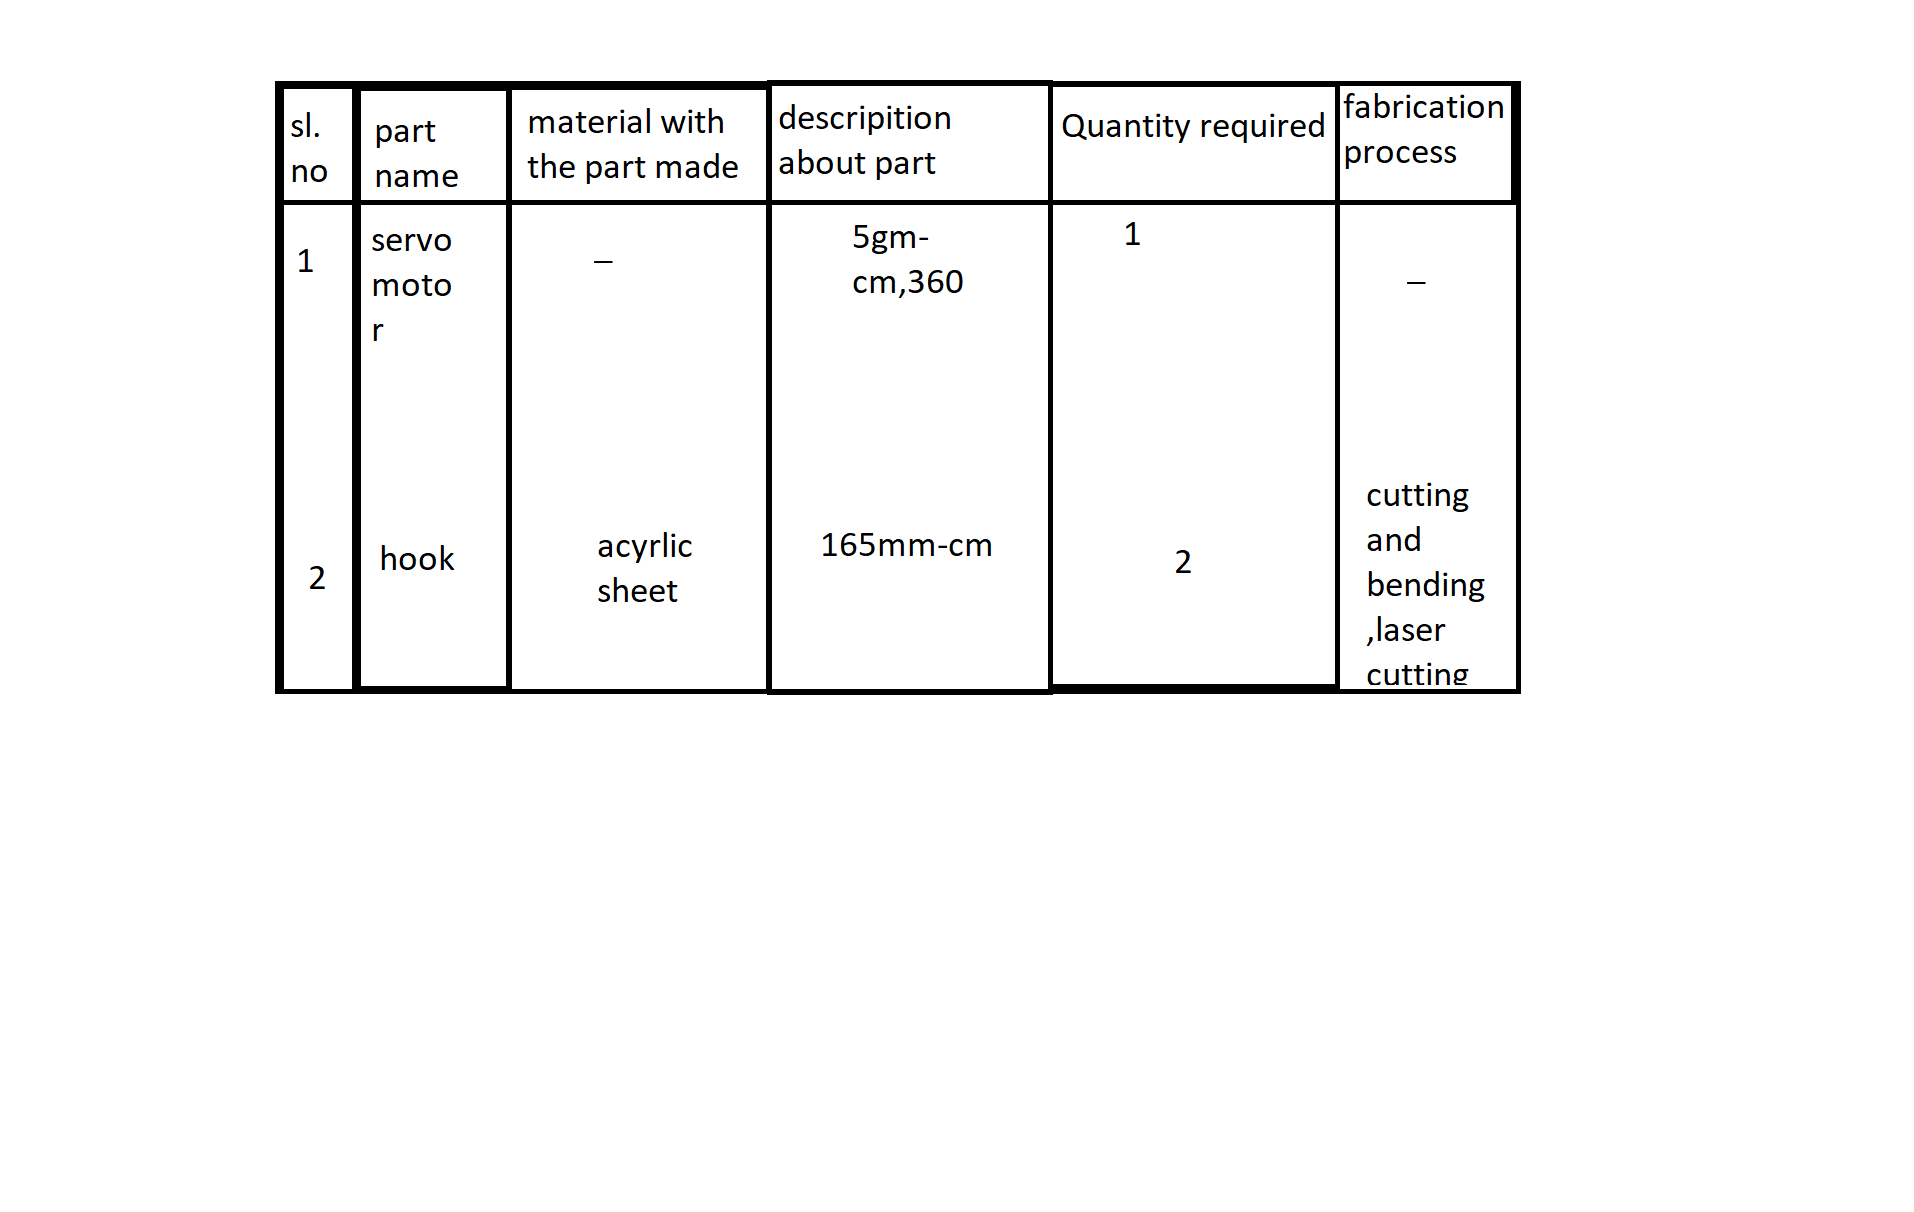 sl.
no
part
name
material with
the part made
descripition
about part
Quantity required
fabrication
process
1
servo
moto
r
–
5gm-
cm,360
1
–
2
hook
acyrlic
sheet
165mm-cm
2
cutting
and
bending
,laser
cutting